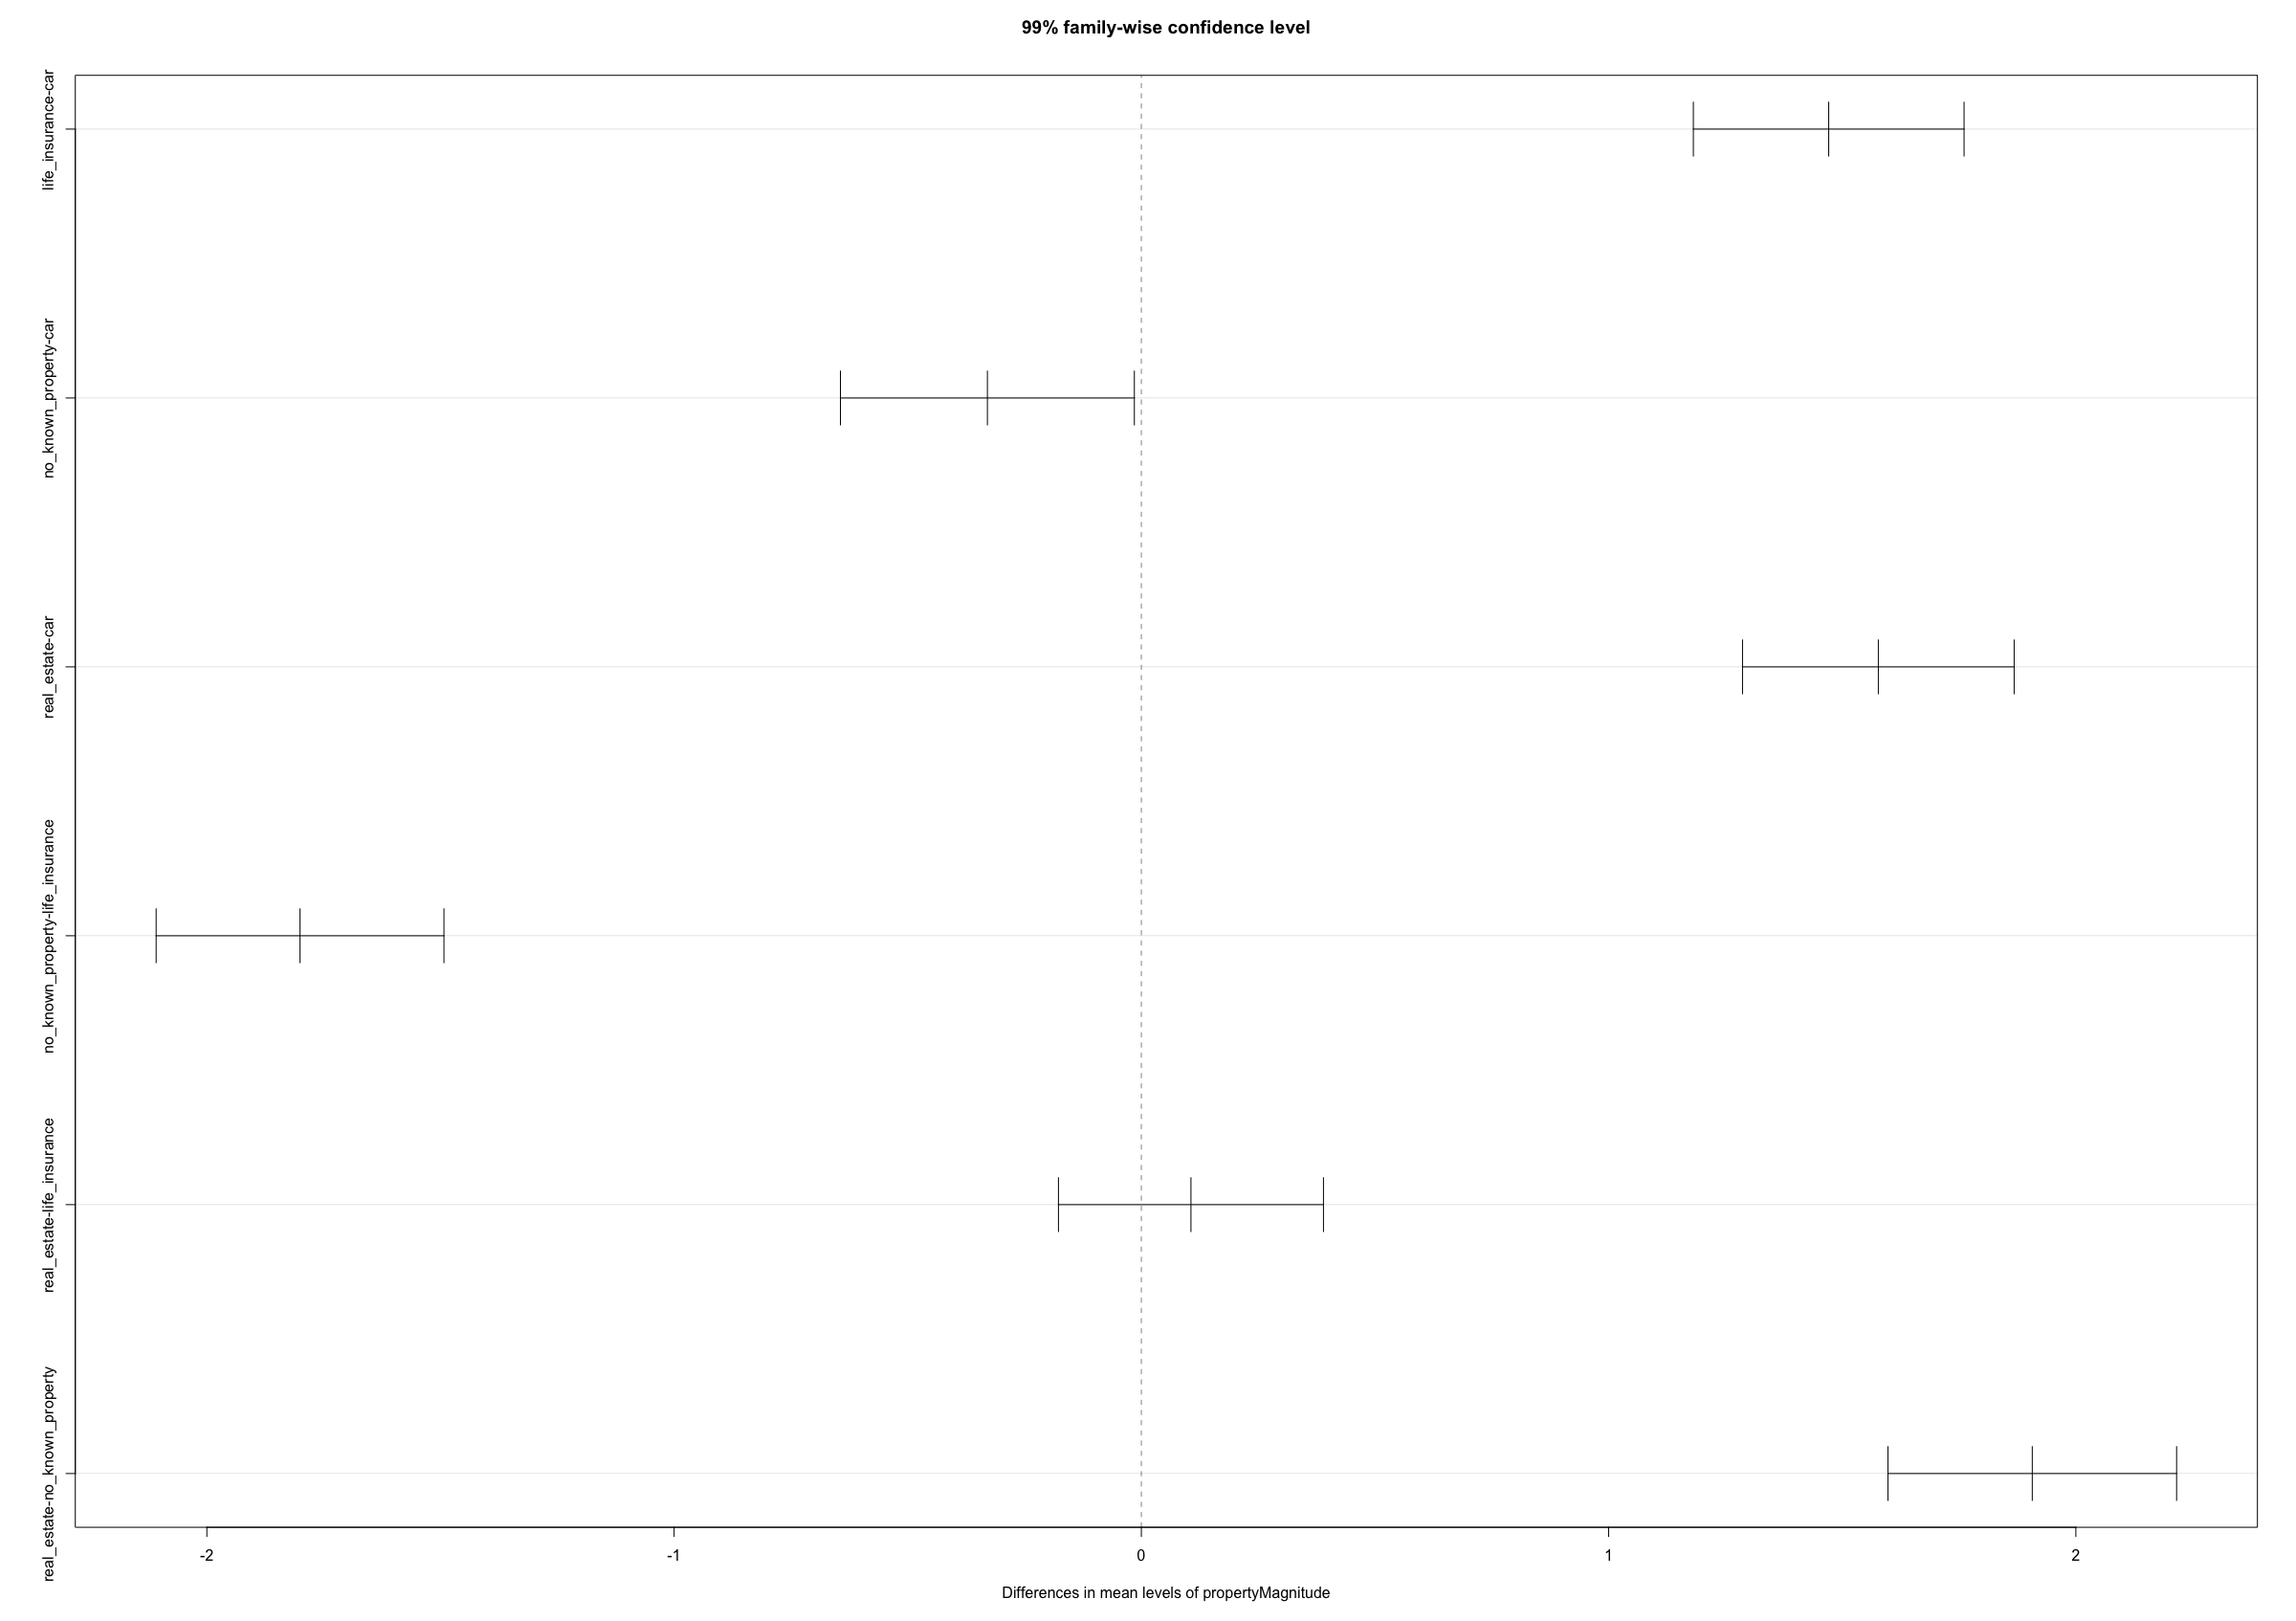 99% family-wise confidence level
life_insurance-car
no_known_property-car
real_estate-car
no_known_property-life_insurance
real_estate-life_insurance
real_estate-no_known_property
-2 -1 0 1 2
Differences in mean levels of propertyMagnitude